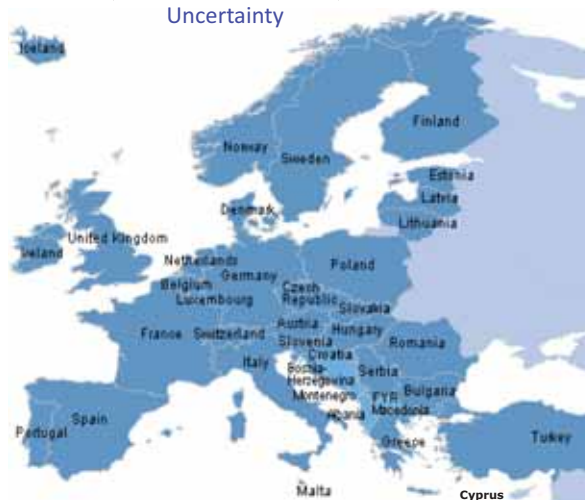 Uncertainty
Iceland
Norway
Sweden
Finland
Estonia
Latvia
Lithuania
Denmark
Ireland
United Kingdom
Netherlands
Belgium
Luxembourg
Germany
Poland
Czech
Republic
Slovakia
France
Switzerland
Austria
Slovenia
Hungary
Romania
Italy
Croatia
Bosnia-
Herzegovina
Serbia
Montenegro
Bulgaria
Albania
FYR
Macedonia
Portugal
Spain
Greece
Turkey
Malta
Cyprus